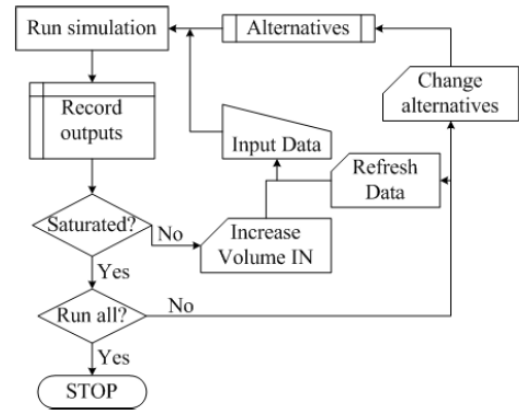 Run simulation
Alternatives
Change
alternatives
Record
outputs
Input Data
Refresh
Data
Saturated?
No
Increase
Volume IN
Yes
Run all?
No
Yes
STOP